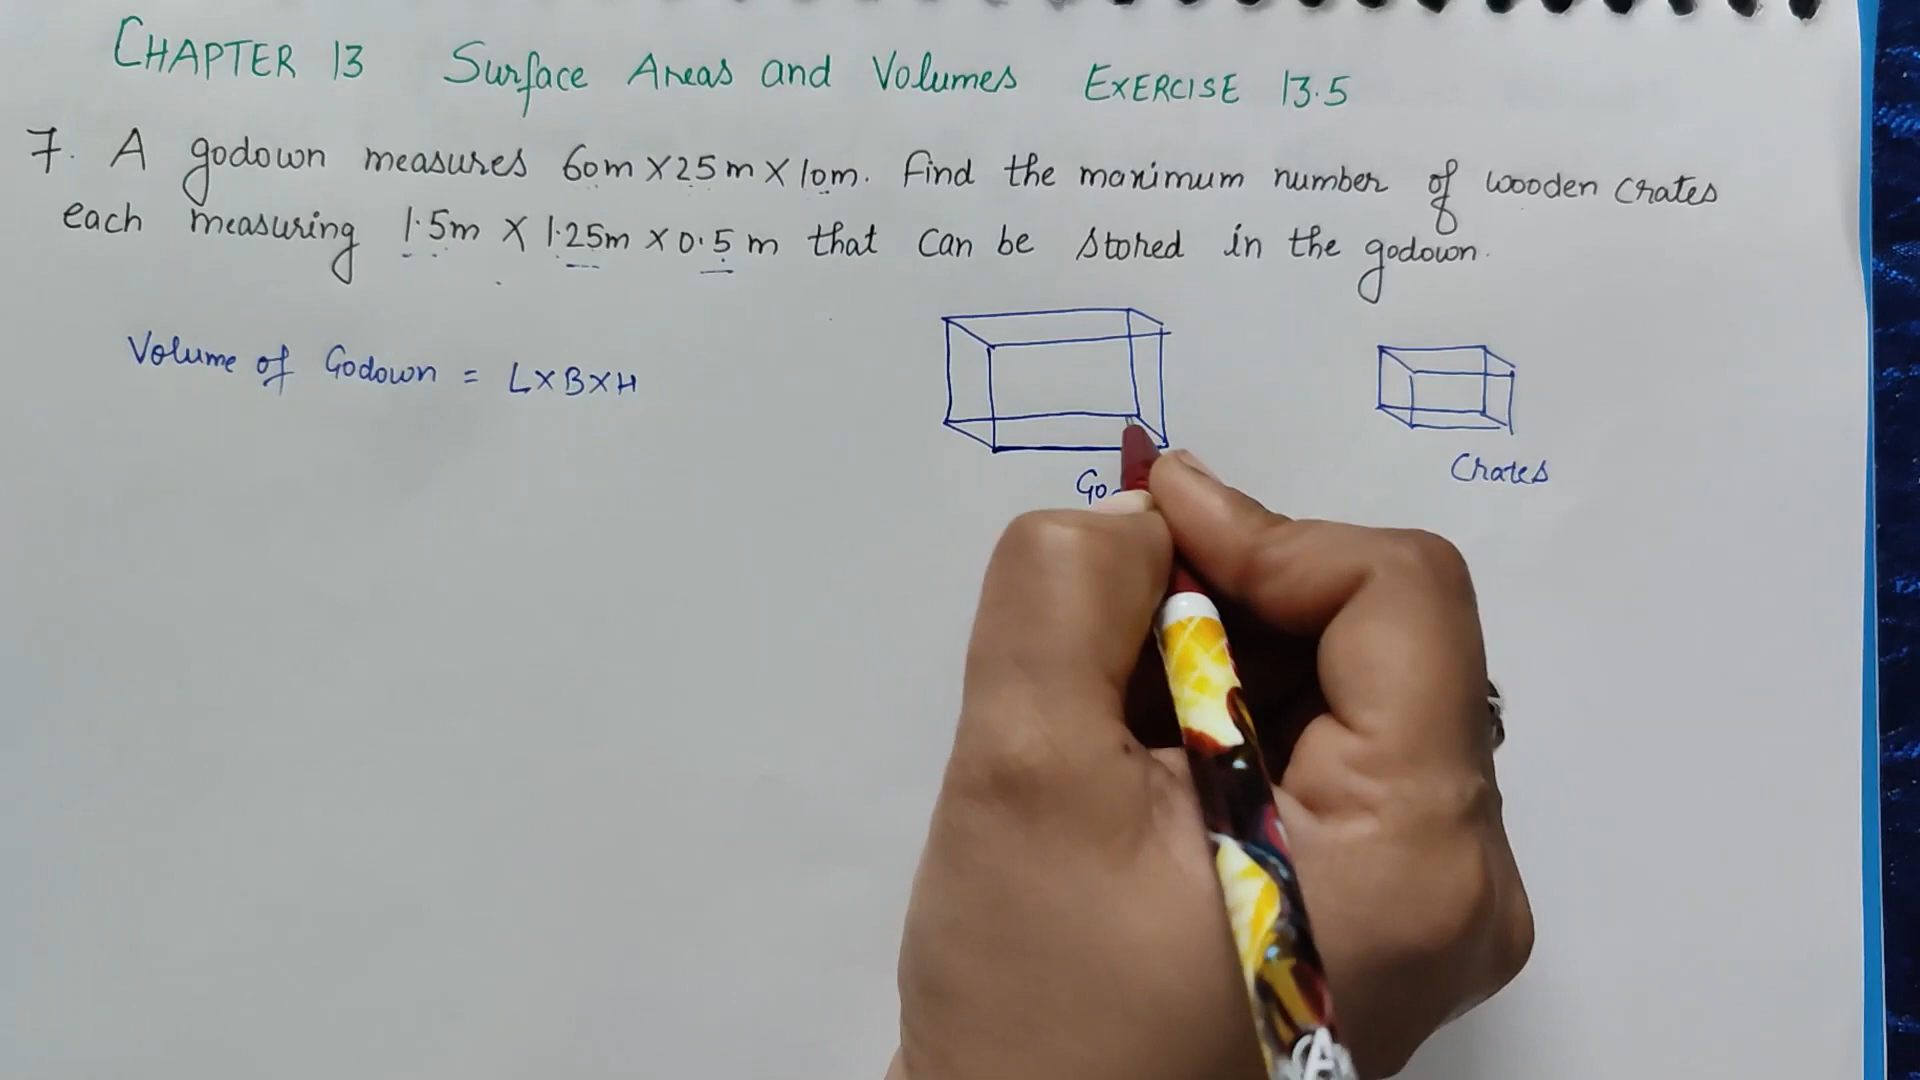 CHAPTER 13 Surface Areas and Volumes EXERCISE 13.5
7. A godown measures 60m X 25m X 10m. Find the maximum number of wooden crates
each measuring 1.5m X 1.25m X 0.5m that can be stored in the godown.
Volume of Godown = L X B X H
Go
Crates